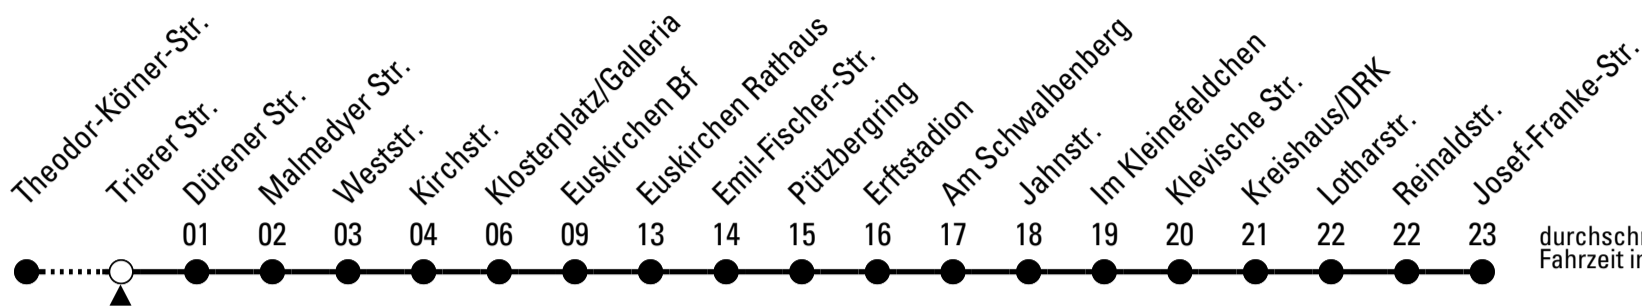 Theodor-Körner-Str.
Trierer Str.
Dürener Str.
Malmedyer Str.
Weststr.
Kirchstr.
Klosterplatz/Galleria
Euskirchen Bf
Euskirchen Rathaus
Emil-Fischer-Str.
Pützbergring
Erftstadion
Am Schwalbenberg
Jahnstr.
Im Kleinefeldchen
Klevische Str.
Kreishaus/DRK
Lotharstr.
Reinaldstr.
Josef-Franke-Str.
01 02 03 04 06 09 13 14 15 16 17 18 19 20 21 22 22 23
Fahrzeit